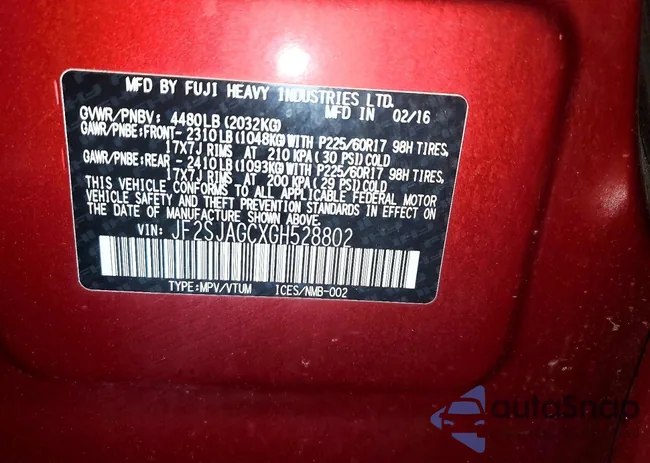 MFD BY FUJI HEAVY INDUSTRIES LTD.
MFD IN 02/16
GVWR/PNBV: 4480LB(2032KG)
GAWR/PNBE:FRONT-2310LB(1048KG)WITH P225/60R17 98H TIRES,
17X7J RIMS AT 210 KPA(30 PSI)COLD
GAWR/PNBE:REAR -2410LB(1093KG)WITH P225/60R17 98H TIRES,
17X7J RIMS AT 200 KPA(29 PSI)COLD
THIS VEHICLE CONFORMS TO ALL APPLICABLE FEDERAL MOTOR
VEHICLE SAFETY AND THEFT PREVENTION STANDARDS IN EFFECT
ON THE DATE OF MANUFACTURE SHOWN ABOVE.
VIN: JF2SJAGCXGH528802
TYPE:MPV/VTUM ICES/NMB-002
autoSnap